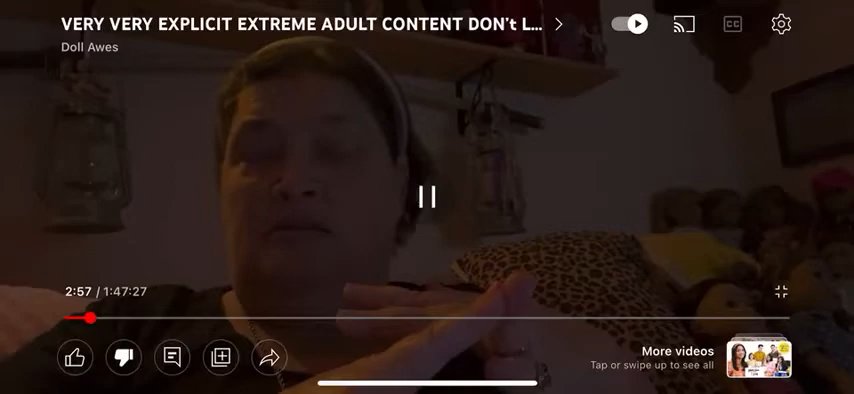 VERY VERY EXPLICIT EXTREME ADULT CONTENT DON't L...
Doll Awes
CC
2:57 / 1:47:27
More videos
Tap or swipe up to see all